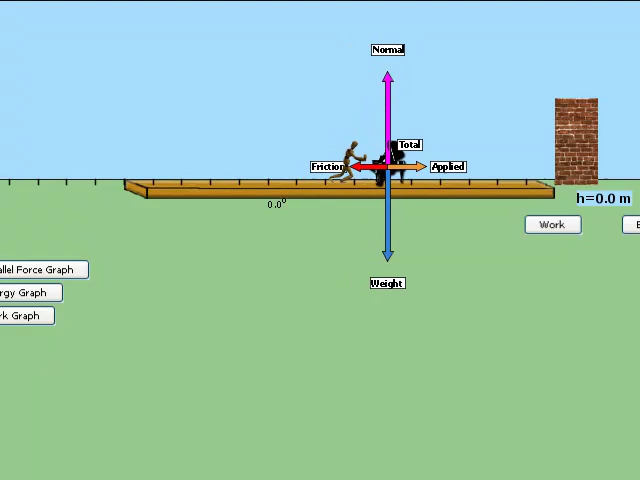 Normal
Total
Friction
Applied
0.0°
h=0.0 m
Work
allel Force Graph
Weight
rgy Graph
rk Graph